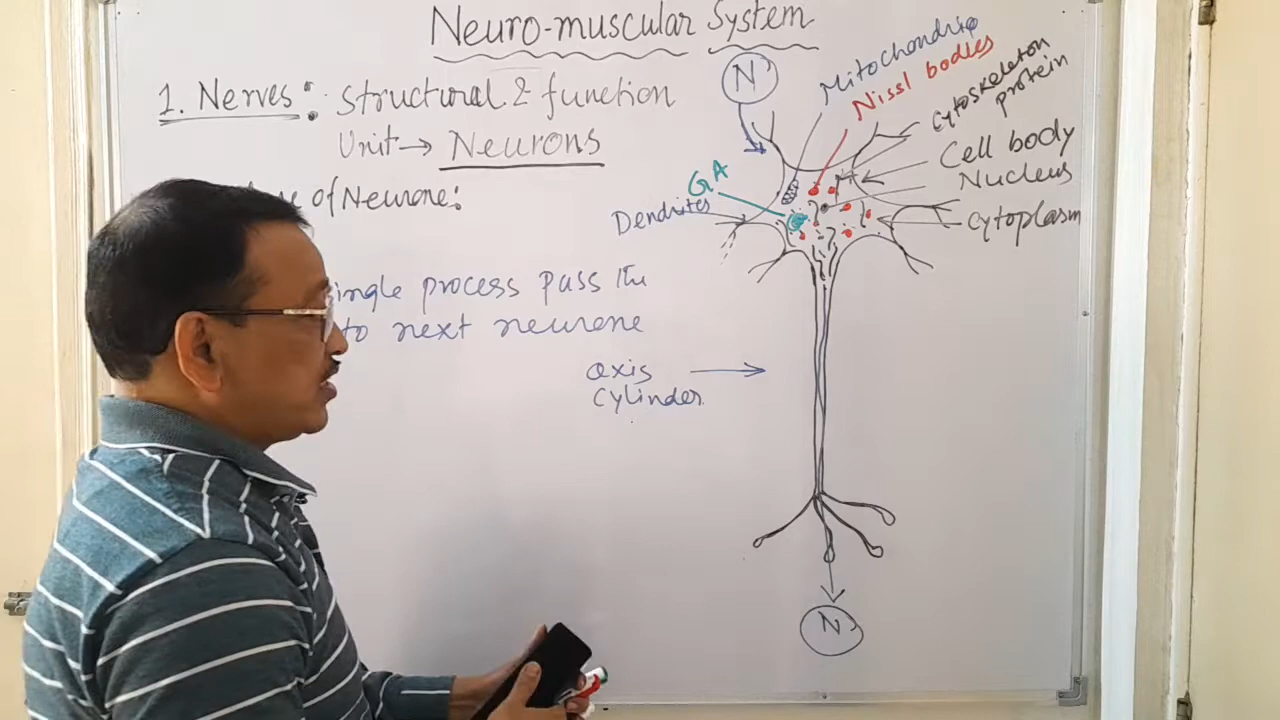 Neuro-muscular System
1. Nerves: Structural & function
Unit → Neurons
of Neurone:
single process pass the
to next neurone
axis
cylinder
N
Mitochondria
Nissl bodies
Cytoskeleton
protein
Cell body
Nucleus
Cytoplasm
GA
Dendrites
N